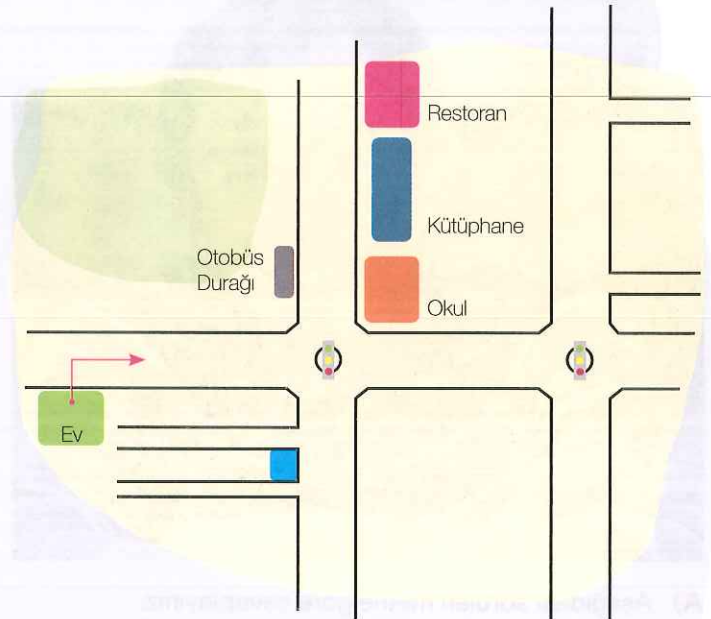 Restoran
Kütüphane
Otobüs
Durağı
Okul
Ev